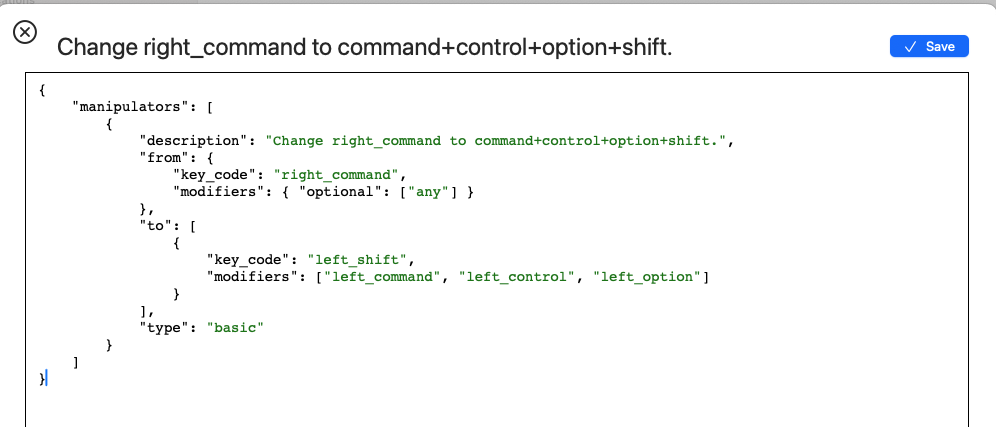 Change right_command to command+control+option+shift.
Save
{
    "manipulators": [
        {
            "description": "Change right_command to command+control+option+shift.",
            "from": {
                "key_code": "right_command",
                "modifiers": { "optional": ["any"] }
            },
            "to": [
                {
                    "key_code": "left_shift",
                    "modifiers": ["left_command", "left_control", "left_option"]
                }
            ],
            "type": "basic"
        }
    ]
}